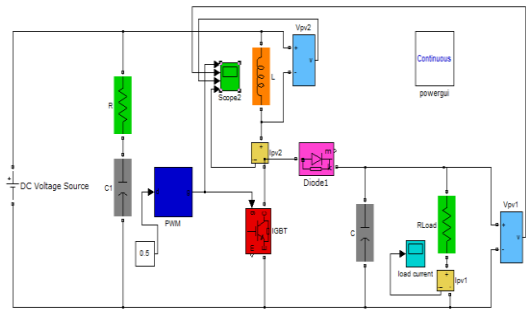 Vpv2
+
-
v
Continuous
powergui
L
Scope2
R
+
-
Ipv2
m
Diode1
+
DC Voltage Source
C1
PWM
IGBT
0.5
C
RLoad
Vpv1
+
-
v
load current
+
-
Ipv1